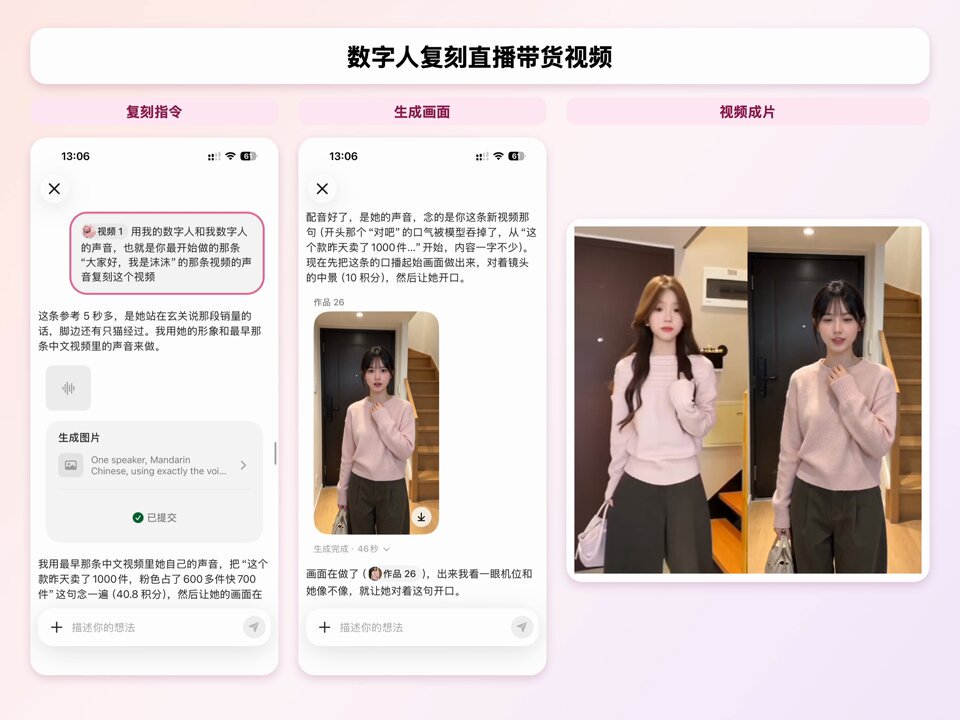 数字人复刻直播带货视频
复刻指令
生成画面
视频成片
13:06
61
视频 1 用我的数字人和我数字人
的声音，也就是你最开始做的那条
“大家好，我是沫沫”的那条视频的声
音复刻这个视频
这条参考 5 秒多，是她站在玄关说那段销量的
话，脚边还有只猫经过。我用她的形象和最早那
条中文视频里的声音来做。
生成图片
One speaker, Mandarin
Chinese, using exactly the voi...
已提交
我用最早那条中文视频里她自己的声音，把“这个
款昨天卖了1000件，粉色占了600多件快700
件”这句念一遍 (40.8 积分)，然后让她的画面在
描述你的想法
13:06
61
配音好了，是她的声音，念的是你这条新视频那
句 (开头那个“对吧”的口气被模型吞掉了，从“这
个款昨天卖了1000件...”开始，内容一字不少)。
现在先把这条的口播起始画面做出来，对着镜头
的中景 (10 积分)，然后让她开口。
作品 26
生成完成 · 46秒
画面在做了 (作品 26)，出来我看一眼机位和
她像不像，就让她对着这句开口。
描述你的想法